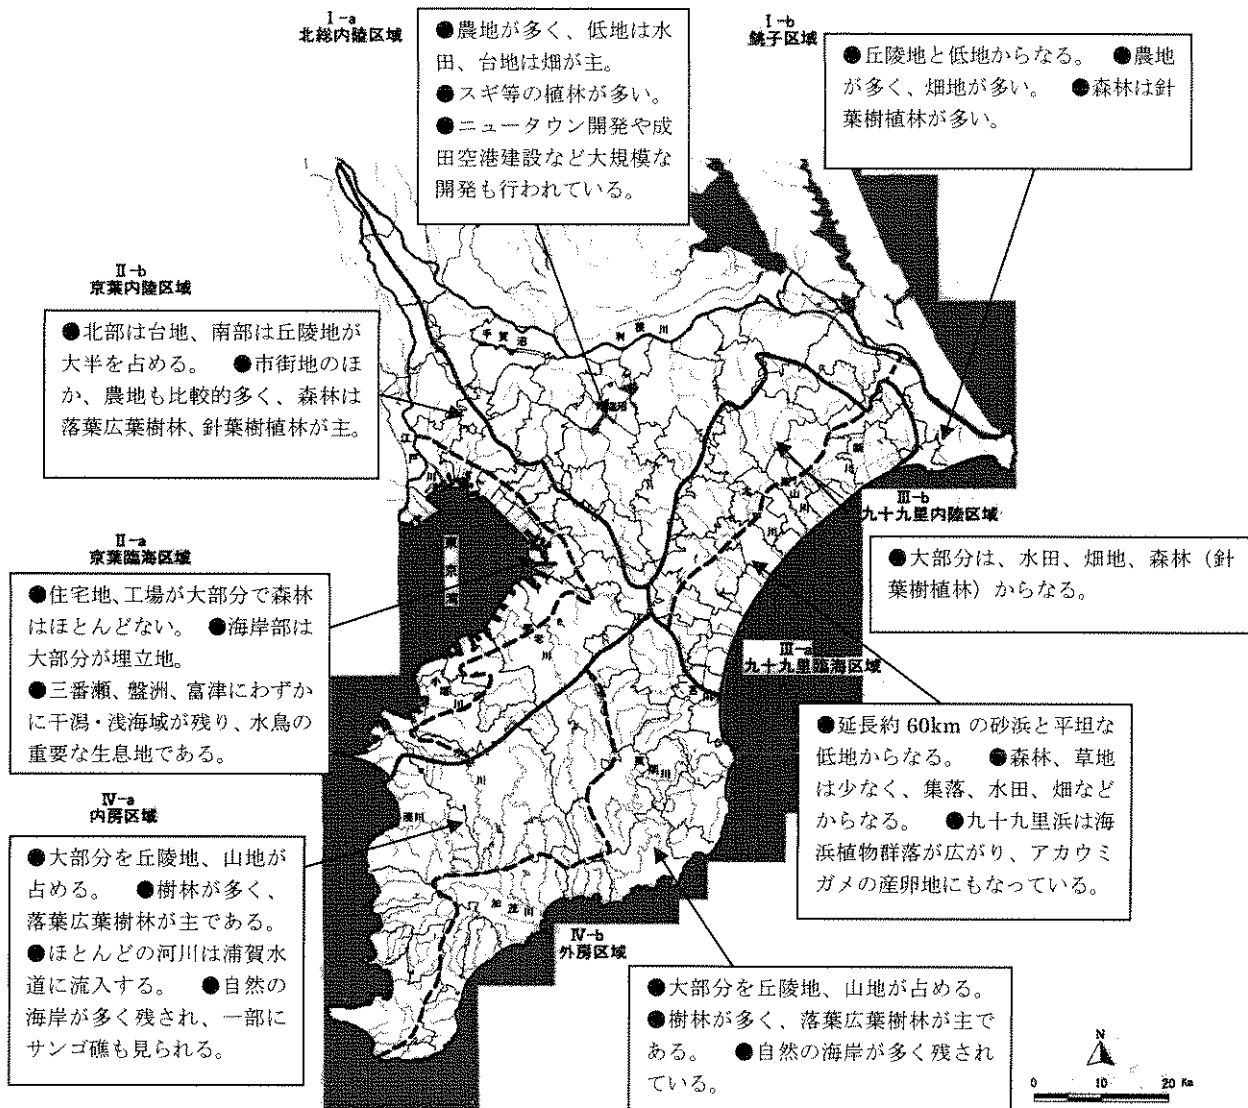 Ⅰ-a
北総内陸区域
●農地が多く、低地は水
田、台地は畑が主。
●スギ等の植林が多い。
●ニュータウン開発や成
田空港建設など大規模な
開発も行われている。
Ⅰ-b
銚子区域
●丘陵地と低地からなる。 ●農地
が多く、畑地が多い。 ●森林は針
葉樹植林が多い。
Ⅱ-b
京葉内陸区域
●北部は台地、南部は丘陵地が
大半を占める。 ●市街地のほ
か、農地も比較的多く、森林は
落葉広葉樹林、針葉樹植林が主。
手賀沼
利根川
江戸川
東京湾
Ⅲ-b
九十九里内陸区域
●大部分は、水田、畑地、森林（針
葉樹植林）からなる。
Ⅱ-a
京葉臨海区域
●住宅地、工場が大部分で森林
はほとんどない。 ●海岸部は
大部分が埋立地。
●三番瀬、盤洲、富津にわずか
に干潟・浅海域が残り、水鳥の
重要な生息地である。
Ⅲ-a
九十九里臨海区域
●延長約 60km の砂浜と平坦な
低地からなる。 ●森林、草地
は少なく、集落、水田、畑など
からなる。 ●九十九里浜は海
浜植物群落が広がり、アカウミ
ガメの産卵地にもなっている。
Ⅳ-a
内房区域
●大部分を丘陵地、山地が
占める。 ●樹林が多く、
落葉広葉樹林が主である。
●ほとんどの河川は浦賀水
道に流入する。 ●自然の
海岸が多く残され、一部に
サンゴ礁も見られる。
加茂川
Ⅳ-b
外房区域
●大部分を丘陵地、山地が占める。
●樹林が多く、落葉広葉樹林が主で
ある。 ●自然の海岸が多く残され
ている。
N
0 10 20 Km